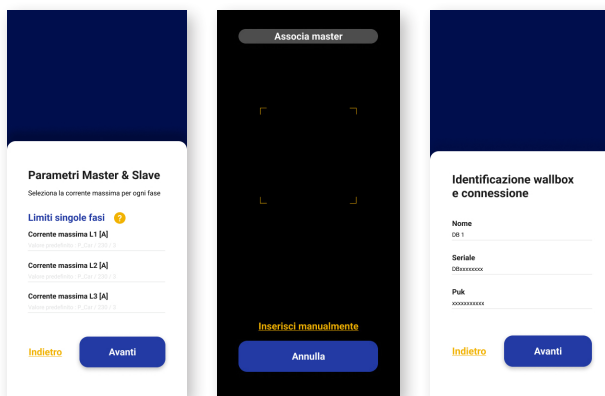 Parametri Master & Slave
Seleziona la corrente massima per ogni fase
Limiti singole fasi ?
Corrente massima L1 [A]
Corrente massima L2 [A]
Corrente massima L3 [A]
Indietro
Avanti
Associa master
Inserisci manualmente
Annulla
Identificazione wallbox
e connessione
Nome
DB 1
Seriale
DBxxxxxxxx
Puk
xxxxxxxxxxx
Indietro
Avanti